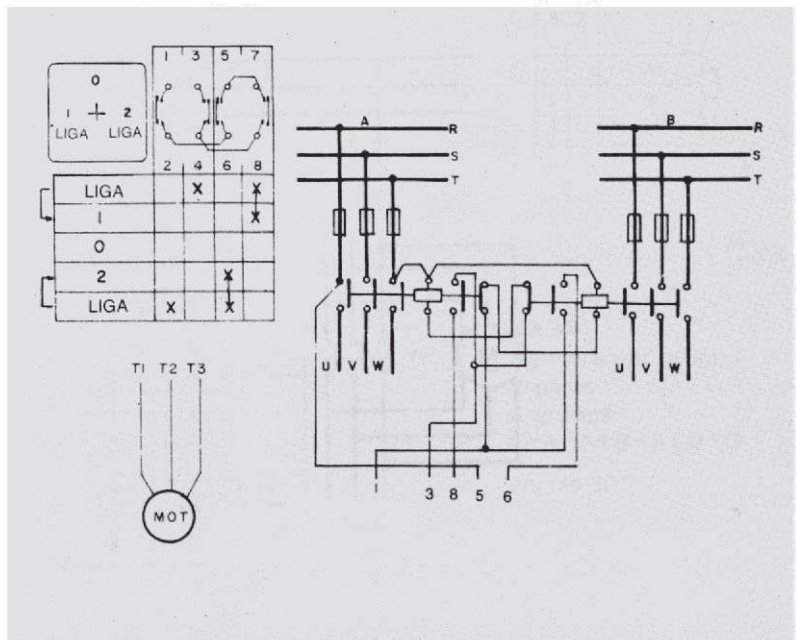 0
1 2
LIGA LIGA
1 3 5 7
2 4 6 8
LIGA X X
1 X
0
2 X
LIGA X X
A
R
S
T
B
R
S
T
U V W
U V W
1 3 8 5 6
T1 T2 T3
MOT